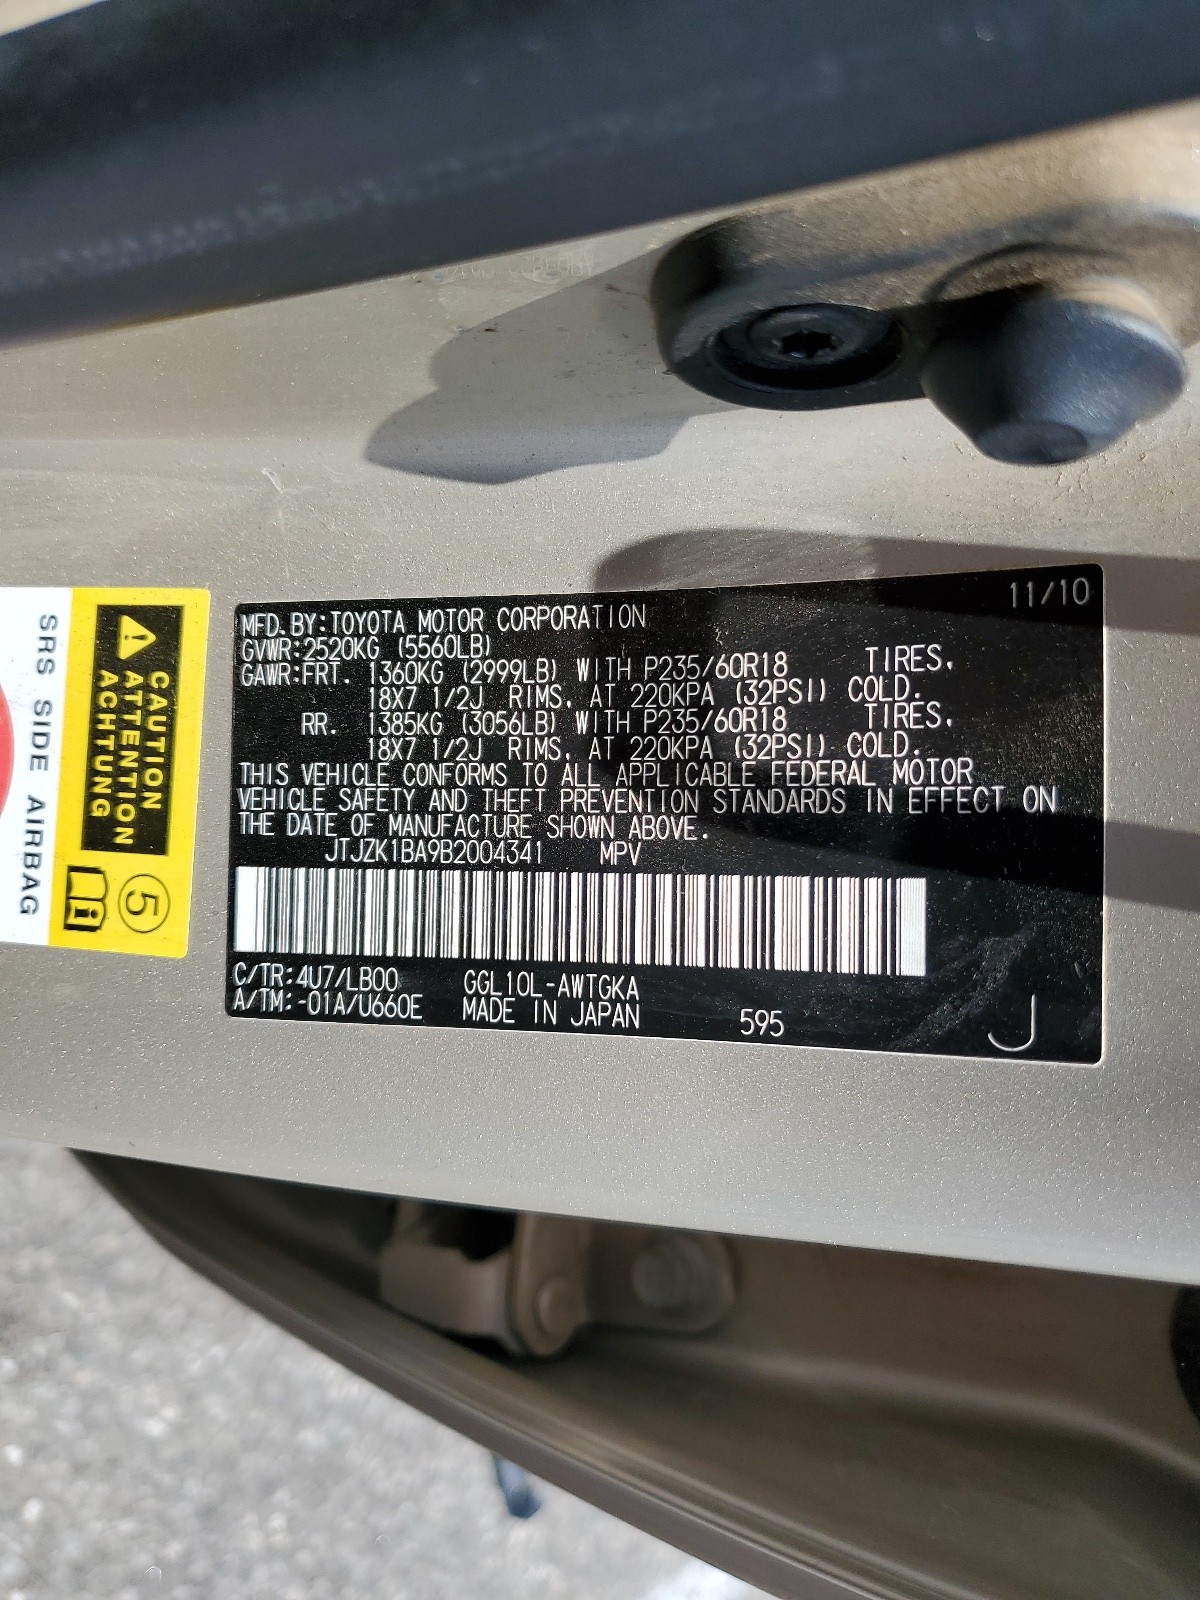 11/10
MFD. BY: TOYOTA MOTOR CORPORATION
GVWR: 2520KG (5560LB)
GAWR: FRT. 1360KG (2999LB) WITH P235/60R18 TIRES,
18X7 1/2J RIMS, AT 220KPA (32PSI) COLD.
RR. 1385KG (3056LB) WITH P235/60R18 TIRES,
18X7 1/2J RIMS, AT 220KPA (32PSI) COLD.
THIS VEHICLE CONFORMS TO ALL APPLICABLE FEDERAL MOTOR
VEHICLE SAFETY AND THEFT PREVENTION STANDARDS IN EFFECT ON
THE DATE OF MANUFACTURE SHOWN ABOVE.
JTJZK1BA9B2004341 MPV
C/TR: 4U7/LB00 GGL10L-AWTGKA
A/TM: -01A/U660E MADE IN JAPAN 595 J
CAUTION
ATTENTION
ACHTUNG
5
SRS SIDE AIRBAG